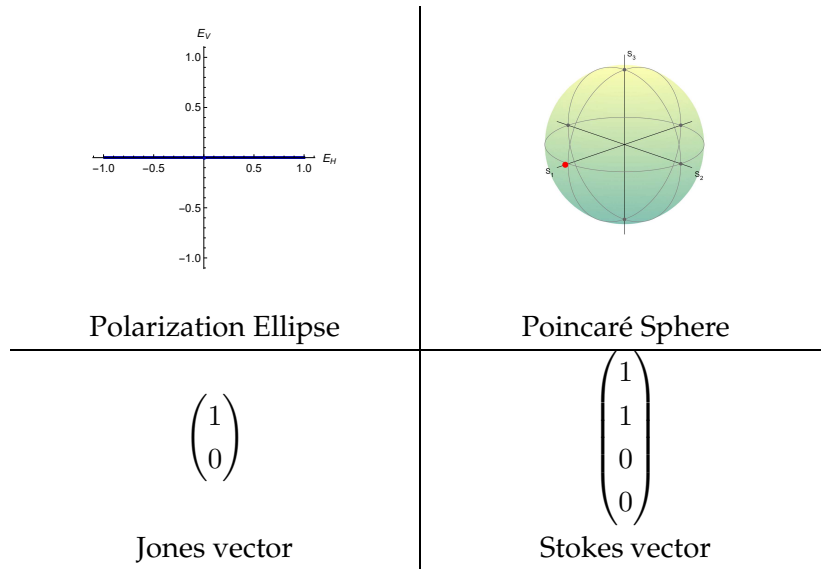 E_V
1.0
0.5
−1.0 −0.5 0.5 1.0 E_H
−0.5
−1.0
Polarization Ellipse
S_3
S_1
S_2
Poincaré Sphere
(1
0)
Jones vector
(1
1
0
0)
Stokes vector